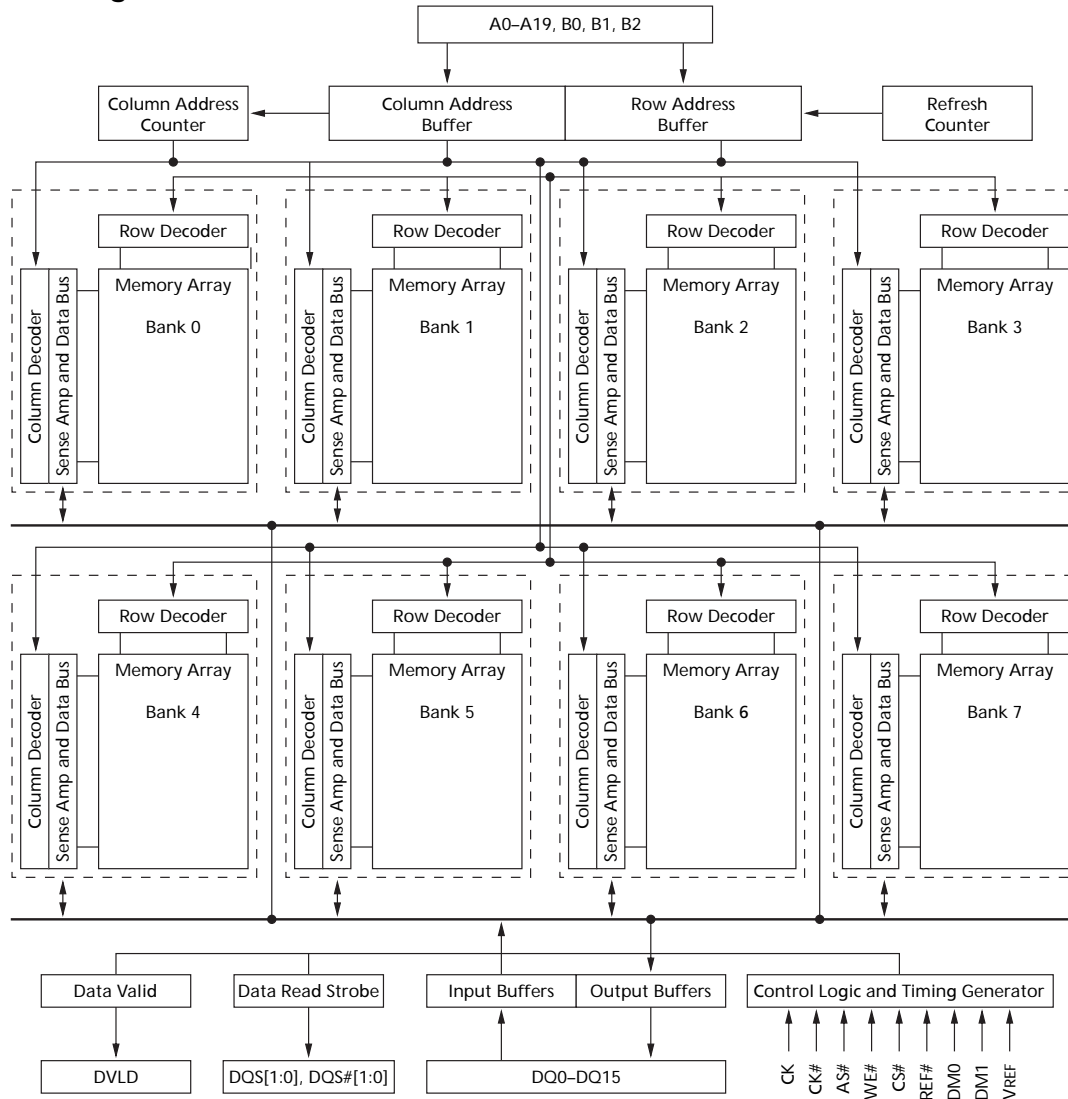 A0–A19, B0, B1, B2
Column Address
Counter
Column Address
Buffer
Row Address
Buffer
Refresh
Counter
Row Decoder
Row Decoder
Row Decoder
Row Decoder
Column Decoder
Sense Amp and Data Bus
Memory Array
Bank 0
Column Decoder
Sense Amp and Data Bus
Memory Array
Bank 1
Column Decoder
Sense Amp and Data Bus
Memory Array
Bank 2
Column Decoder
Sense Amp and Data Bus
Memory Array
Bank 3
Row Decoder
Row Decoder
Row Decoder
Row Decoder
Column Decoder
Sense Amp and Data Bus
Memory Array
Bank 4
Column Decoder
Sense Amp and Data Bus
Memory Array
Bank 5
Column Decoder
Sense Amp and Data Bus
Memory Array
Bank 6
Column Decoder
Sense Amp and Data Bus
Memory Array
Bank 7
Data Valid
Data Read Strobe
Input Buffers
Output Buffers
Control Logic and Timing Generator
DVLD
DQS[1:0], DQS#[1:0]
DQ0–DQ15
CK
CK#
AS#
WE#
CS#
REF#
DM0
DM1
VREF